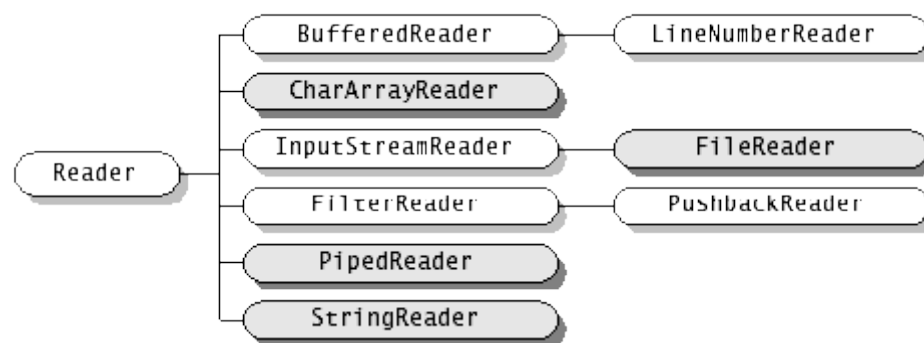 BufferedReader LineNumberReader
CharArrayReader
InputStreamReader FileReader
Reader
FilterReader PushbackReader
PipedReader
StringReader